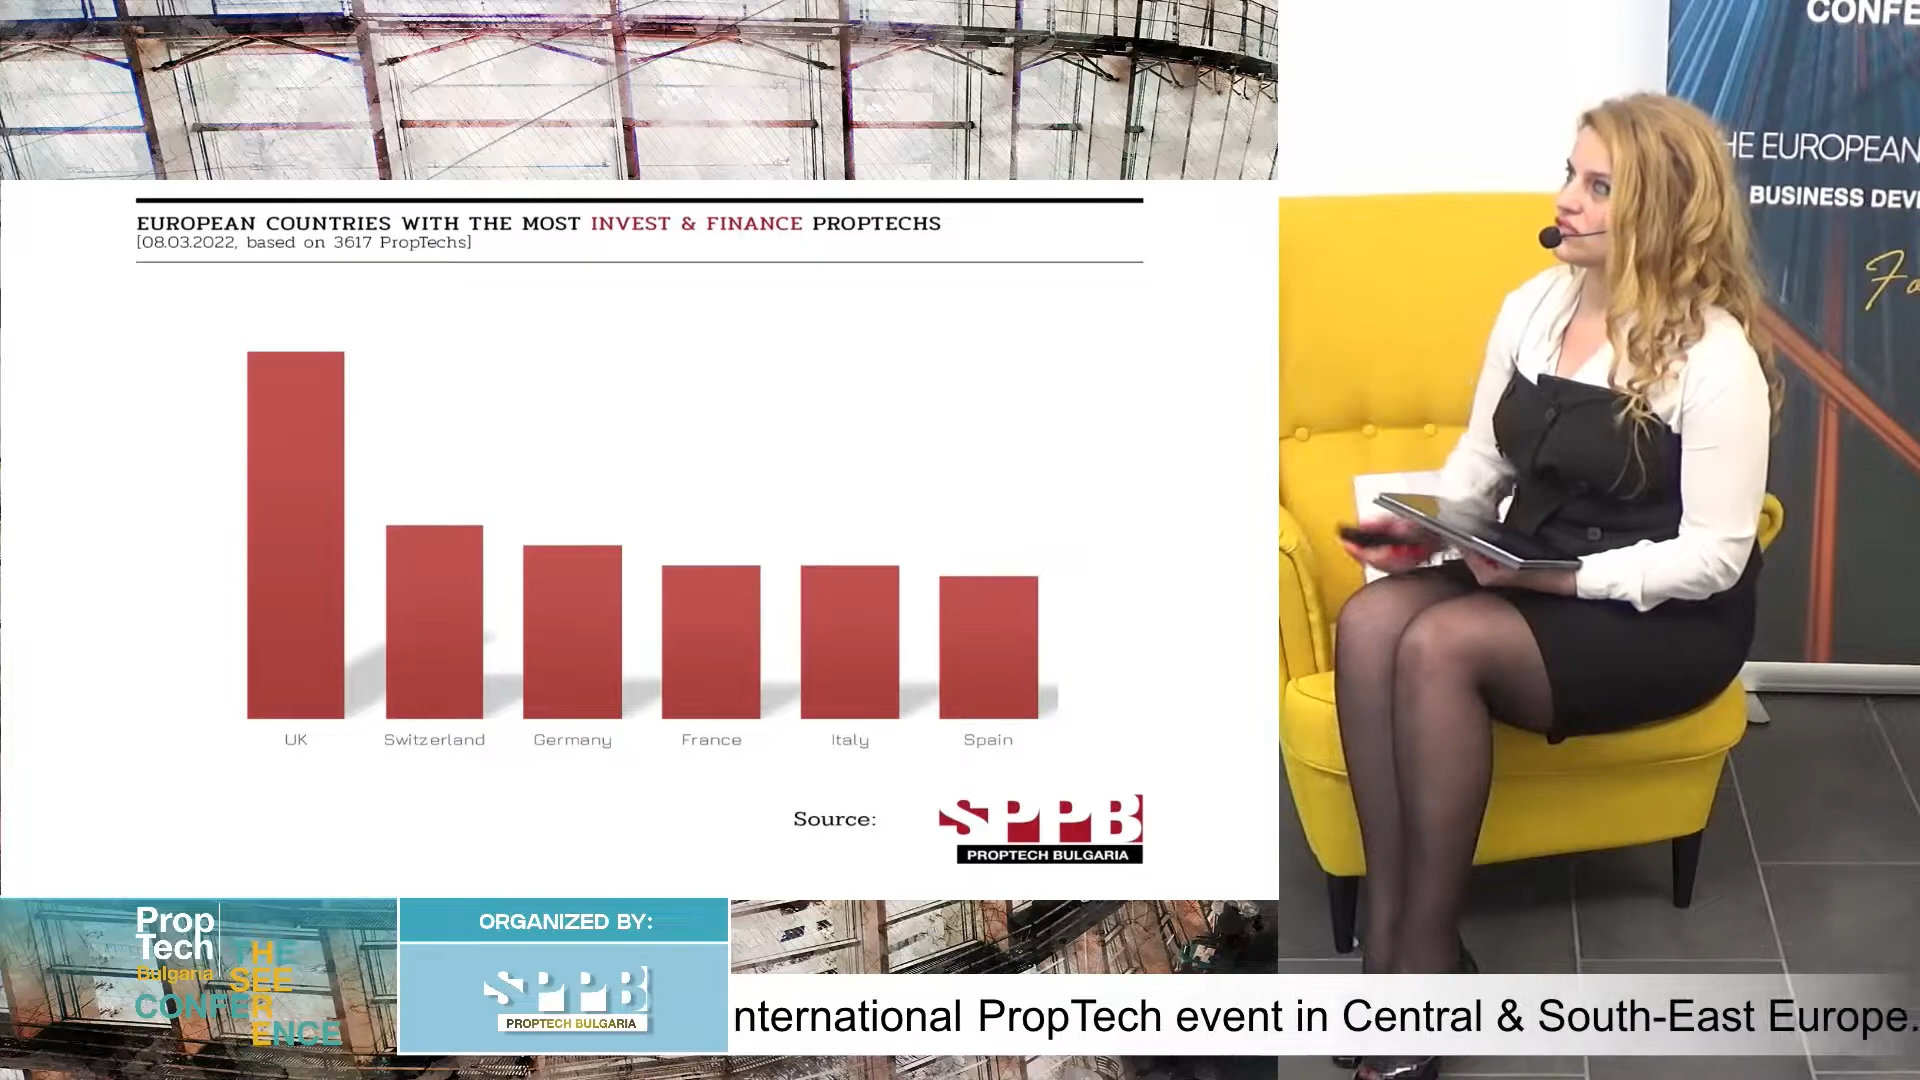 EUROPEAN COUNTRIES WITH THE MOST INVEST & FINANCE PROPTECHS
[08.03.2022, based on 3617 PropTechs]
UK
Switzerland
Germany
France
Italy
Spain
Source:
SPPB
PROPTECH BULGARIA
CONFE
HE EUROPEAN
BUSINESS DEV
Fo
Prop
Tech
Bulgaria
THE
SEE
CONFERENCE
ORGANIZED BY:
SPPB
PROPTECH BULGARIA
nternational PropTech event in Central & South-East Europe.